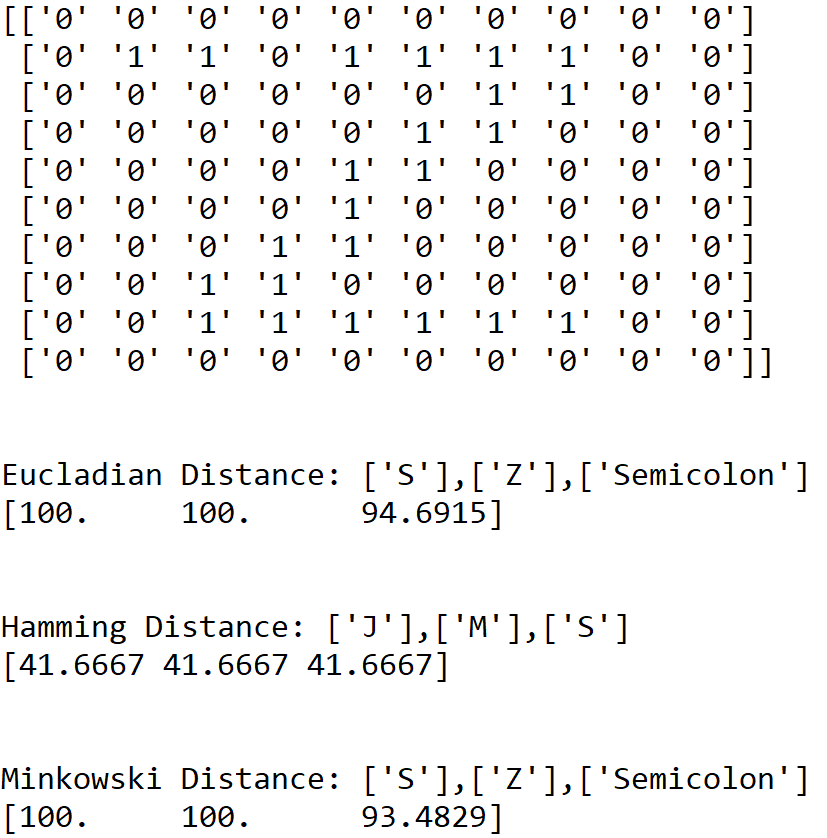 [['0' '0' '0' '0' '0' '0' '0' '0' '0' '0']
['0' '1' '1' '0' '1' '1' '1' '1' '0' '0']
['0' '0' '0' '0' '0' '0' '1' '1' '0' '0']
['0' '0' '0' '0' '0' '1' '1' '0' '0' '0']
['0' '0' '0' '0' '1' '1' '0' '0' '0' '0']
['0' '0' '0' '0' '1' '0' '0' '0' '0' '0']
['0' '0' '0' '1' '1' '0' '0' '0' '0' '0']
['0' '0' '1' '1' '0' '0' '0' '0' '0' '0']
['0' '0' '1' '1' '1' '1' '1' '1' '0' '0']
['0' '0' '0' '0' '0' '0' '0' '0' '0' '0']]
Eucladian Distance: ['S'],['Z'],['Semicolon']
[100. 100. 94.6915]
Hamming Distance: ['J'],['M'],['S']
[41.6667 41.6667 41.6667]
Minkowski Distance: ['S'],['Z'],['Semicolon']
[100. 100. 93.4829]